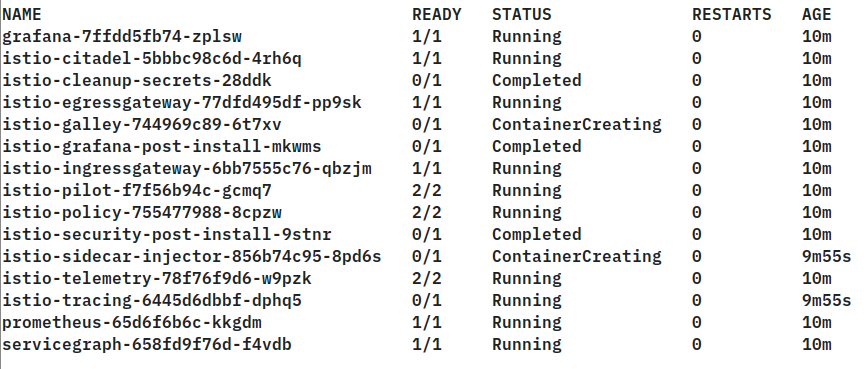 NAME READY STATUS RESTARTS AGE
grafana-7ffdd5fb74-zplsw 1/1 Running 0 10m
istio-citadel-5bbbc98c6d-4rh6q 1/1 Running 0 10m
istio-cleanup-secrets-28ddk 0/1 Completed 0 10m
istio-egressgateway-77dfd495df-pp9sk 1/1 Running 0 10m
istio-galley-744969c89-6t7xv 0/1 ContainerCreating 0 10m
istio-grafana-post-install-mkwms 0/1 Completed 0 10m
istio-ingressgateway-6bb7555c76-qbzjm 1/1 Running 0 10m
istio-pilot-f7f56b94c-gcmq7 2/2 Running 0 10m
istio-policy-755477988-8cpzw 2/2 Running 0 10m
istio-security-post-install-9stnr 0/1 Completed 0 10m
istio-sidecar-injector-856b74c95-8pd6s 0/1 ContainerCreating 0 9m55s
istio-telemetry-78f76f9d6-w9pzk 2/2 Running 0 10m
istio-tracing-6445d6dbbf-dphq5 0/1 Running 0 9m55s
prometheus-65d6f6b6c-kkgdm 1/1 Running 0 10m
servicegraph-658fd9f76d-f4vdb 1/1 Running 0 10m